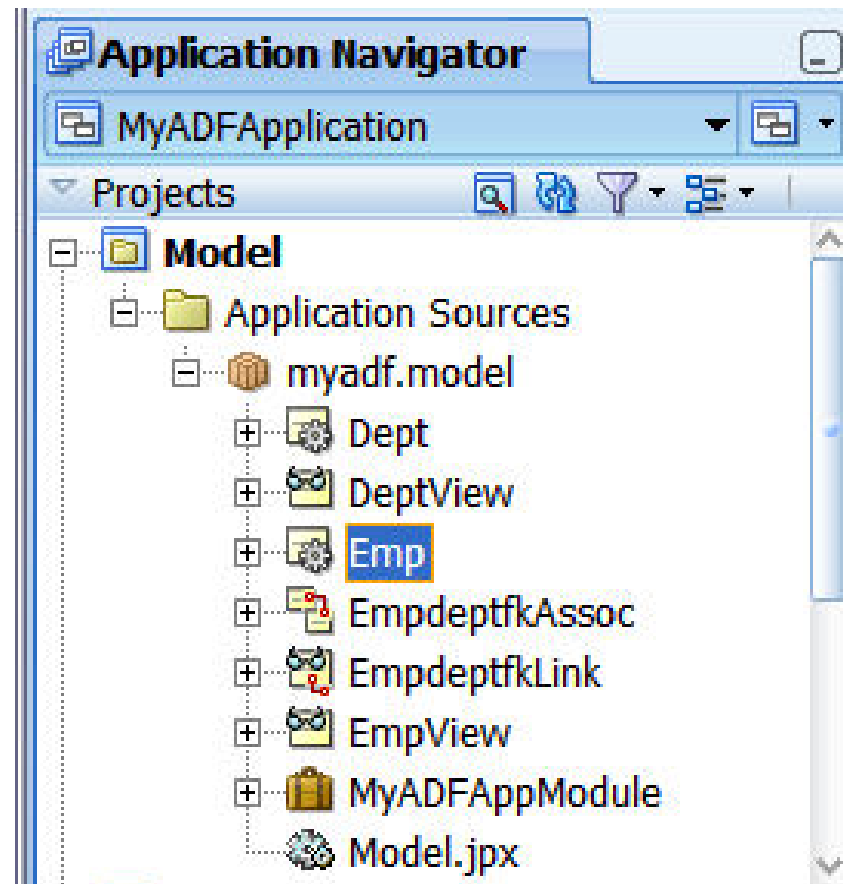 Application Navigator
MyADFApplication
Projects
Model
Application Sources
myadf.model
Dept
DeptView
Emp
EmpdeptfkAssoc
EmpdeptfkLink
EmpView
MyADFAppModule
Model.jpx